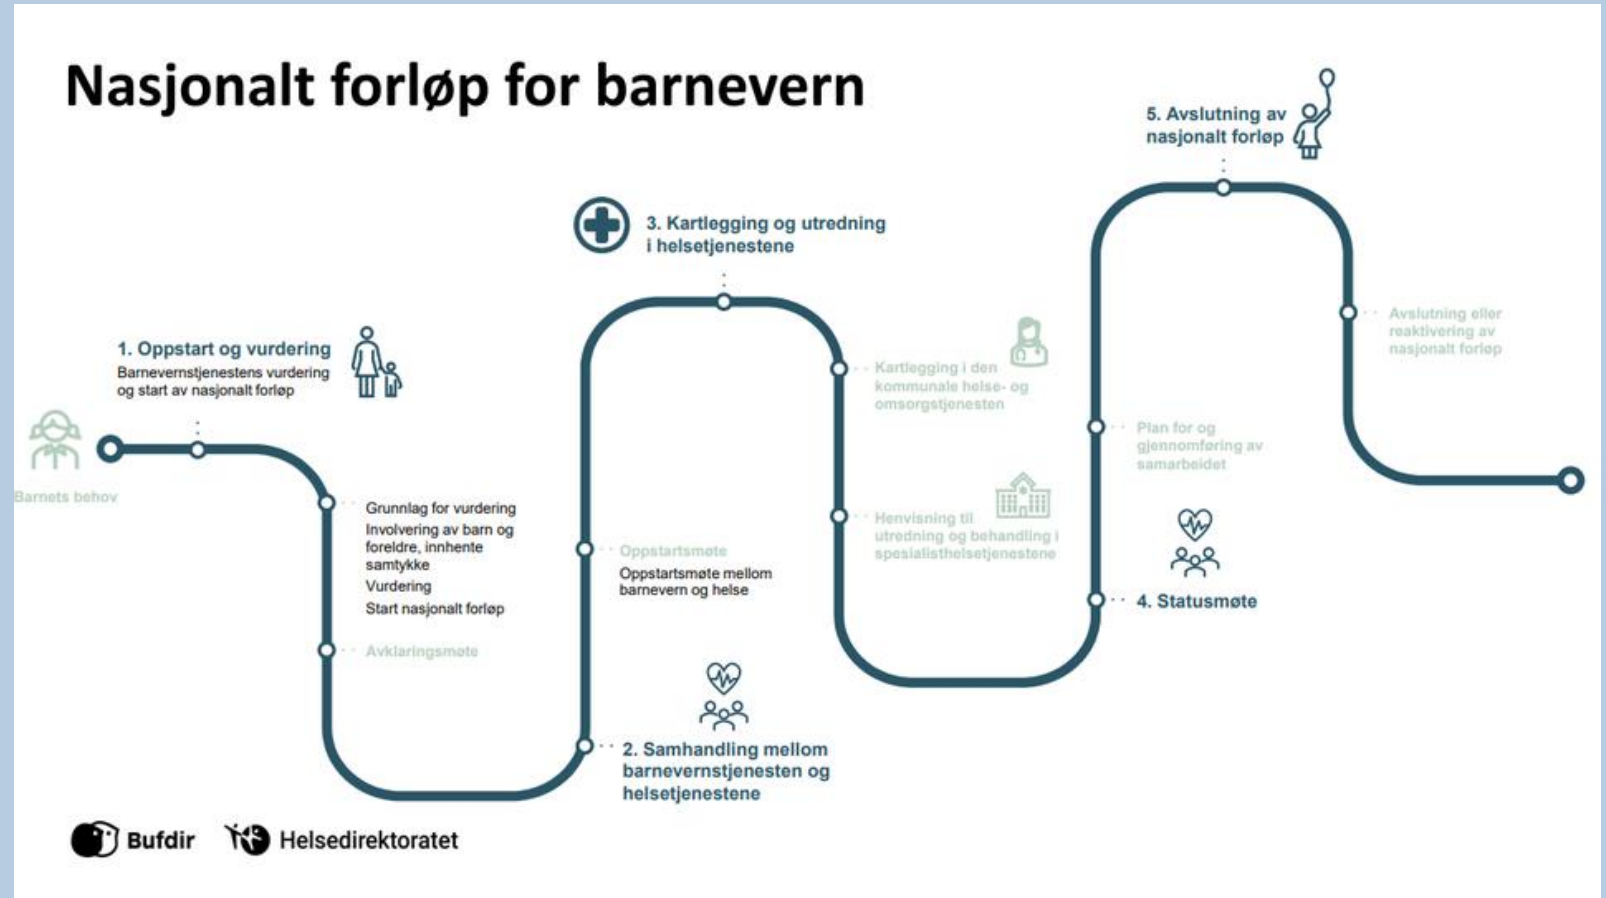 Nasjonalt forløp for barnevern
Barnets behov
1. Oppstart og vurdering
Barnevernstjenestens vurdering
og start av nasjonalt forløp
Grunnlag for vurdering
Involvering av barn og
foreldre, innhente
samtykke
Vurdering
Start nasjonalt forløp
Avklaringsmøte
2. Samhandling mellom
barnevernstjenesten og
helsetjenestene
Oppstartsmøte
Oppstartsmøte mellom
barnevern og helse
3. Kartlegging og utredning
i helsetjenestene
Kartlegging i den
kommunale helse- og
omsorgstjenesten
Henvisning til
utredning og behandling i
spesialisthelsetjenestene
4. Statusmøte
Plan for og
gjennomføring av
samarbeidet
5. Avslutning av
nasjonalt forløp
Avslutning eller
reaktivering av
nasjonalt forløp
Bufdir
Helsedirektoratet